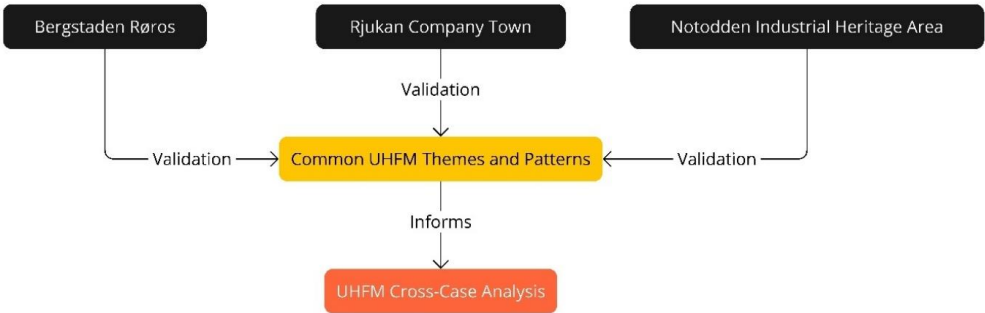 Bergstaden Røros
Rjukan Company Town
Notodden Industrial Heritage Area
Validation
Validation
Common UHFM Themes and Patterns
Validation
Informs
UHFM Cross-Case Analysis